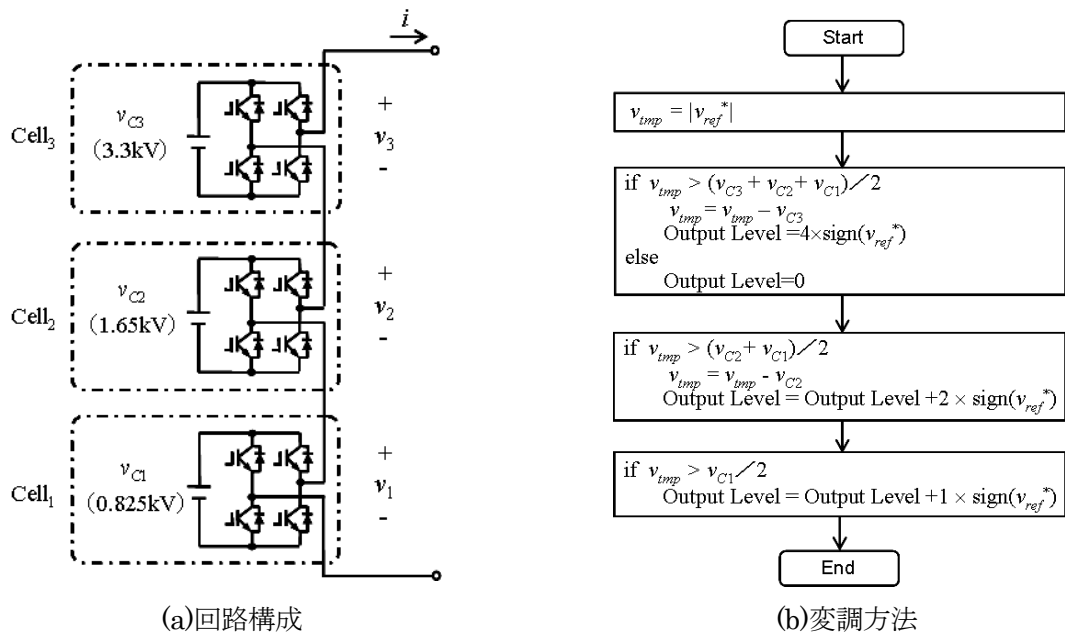 i
Cell3
vC3
(3.3kV)
+
v3
-
Cell2
vC2
(1.65kV)
+
v2
-
Cell1
vC1
(0.825kV)
+
v1
-
(a)回路構成
Start
vtmp = |vref*|
if vtmp > (vC3 + vC2 + vC1)／2
vtmp = vtmp – vC3
Output Level =4×sign(vref*)
else
Output Level=0
if vtmp > (vC2 + vC1)／2
vtmp = vtmp - vC2
Output Level = Output Level +2 × sign(vref*)
if vtmp > vC1／2
Output Level = Output Level +1 × sign(vref*)
End
(b)変調方法